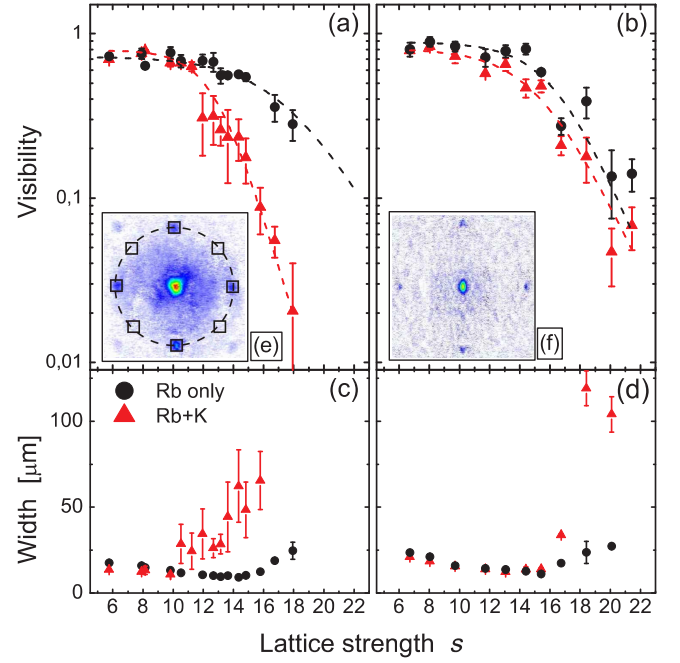 (a)
(b)
1
0,1
0,01
Visibility
(e)
(f)
(c)
(d)
Rb only
Rb+K
100
50
0
Width [μm]
6 8 10 12 14 16 18 20 22
6 8 10 12 14 16 18 20 22
Lattice strength s